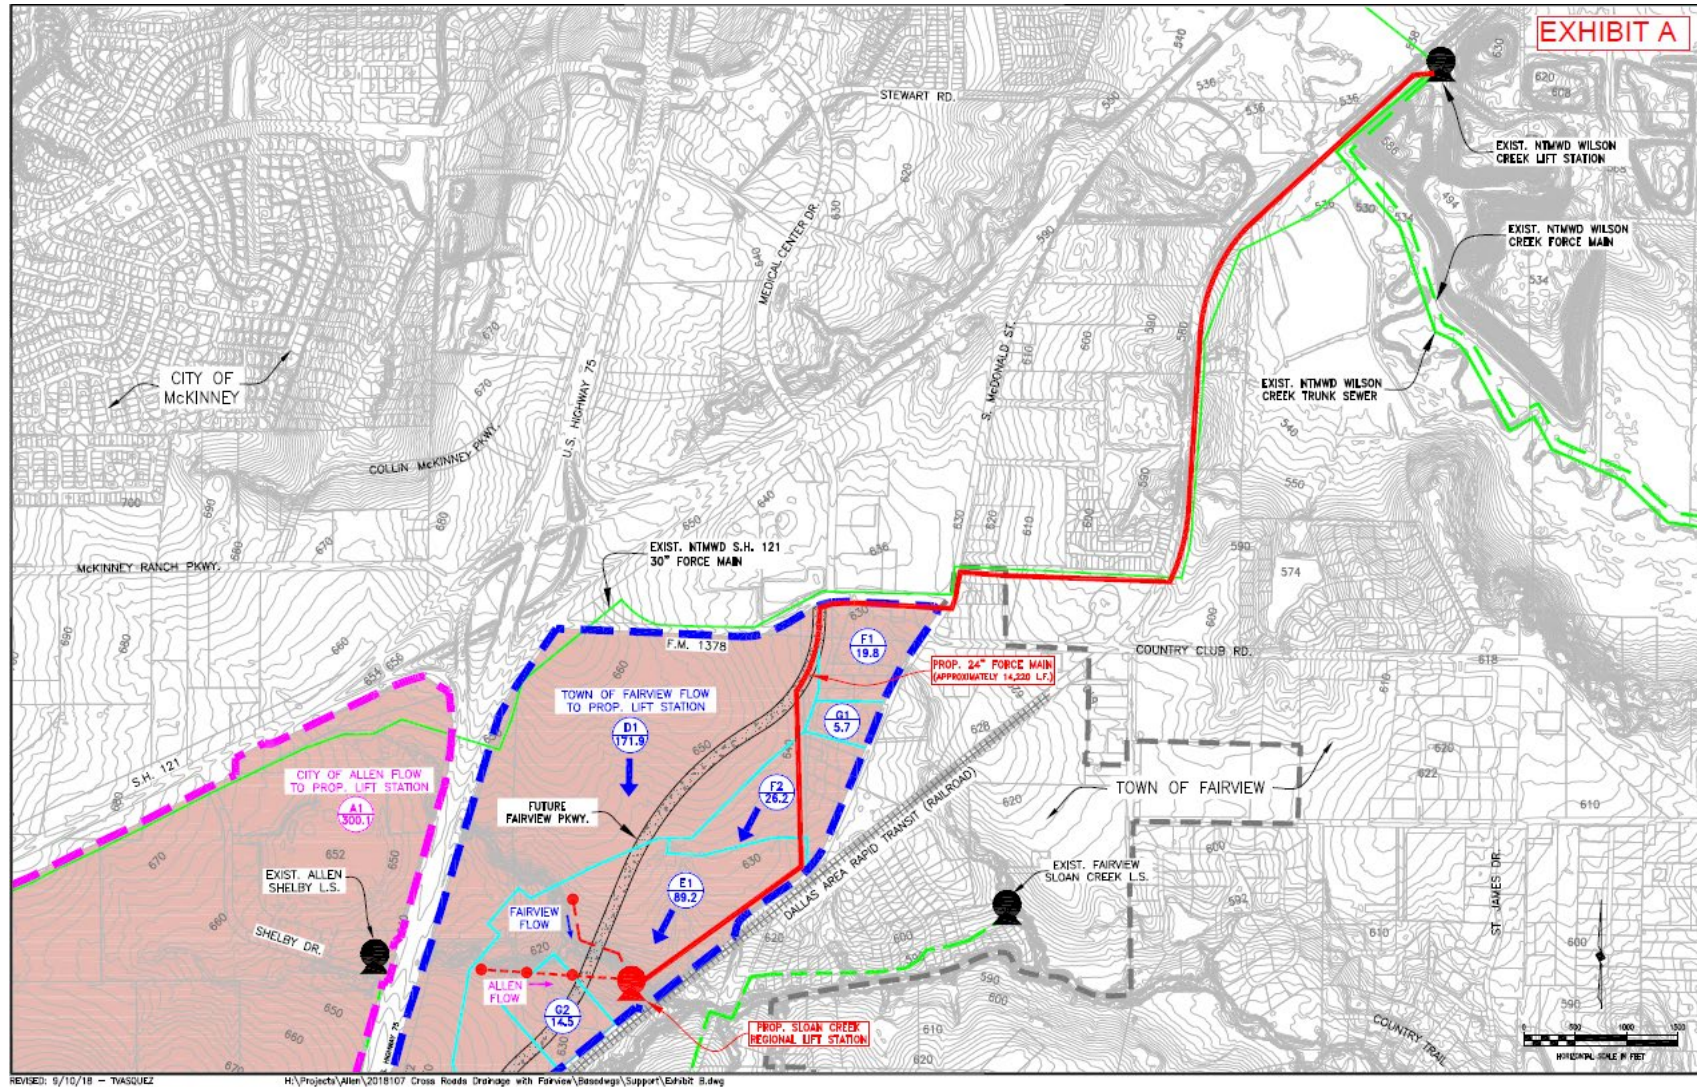 EXHIBIT A
STEWART RD.
EXIST. NTMWD WILSON
CREEK LIFT STATION
MEDICAL CENTER DR.
EXIST. NTMWD WILSON
CREEK FORCE MAIN
S. McDONALD ST.
U.S. HIGHWAY 75
CITY OF
McKINNEY
EXIST. NTMWD WILSON
CREEK TRUNK SEWER
COLLIN McKINNEY PKWY.
McKINNEY RANCH PKWY.
EXIST. NTMWD S.H. 121
30" FORCE MAIN
F.M. 1378
F1
19.8
COUNTRY CLUB RD.
PROP. 24" FORCE MAIN
(APPROXIMATELY 14,220 L.F.)
TOWN OF FAIRVIEW FLOW
TO PROP. LIFT STATION
D1
171.9
G1
5.7
S.H. 121
CITY OF ALLEN FLOW
TO PROP. LIFT STATION
A1
300.1
FUTURE
FAIRVIEW PKWY.
F2
26.2
TOWN OF FAIRVIEW
DALLAS AREA RAPID TRANSIT (RAILROAD)
EXIST. ALLEN
SHELBY L.S.
E1
89.2
EXIST. FAIRVIEW
SLOAN CREEK L.S.
ST. JAMES DR.
FAIRVIEW
FLOW
SHELBY DR.
ALLEN
FLOW
G2
14.5
PROP. SLOAN CREEK
REGIONAL LIFT STATION
HIGHWAY 75
COUNTRY TRAIL
0 500 1000 1500
HORIZONTAL SCALE IN FEET
REVISED: 9/10/18 — TVASQUEZ H:\Projects\Allen\2018107 Cross Roads Drainage with Fairview\Basedwgs\Support\Exhibit B.dwg